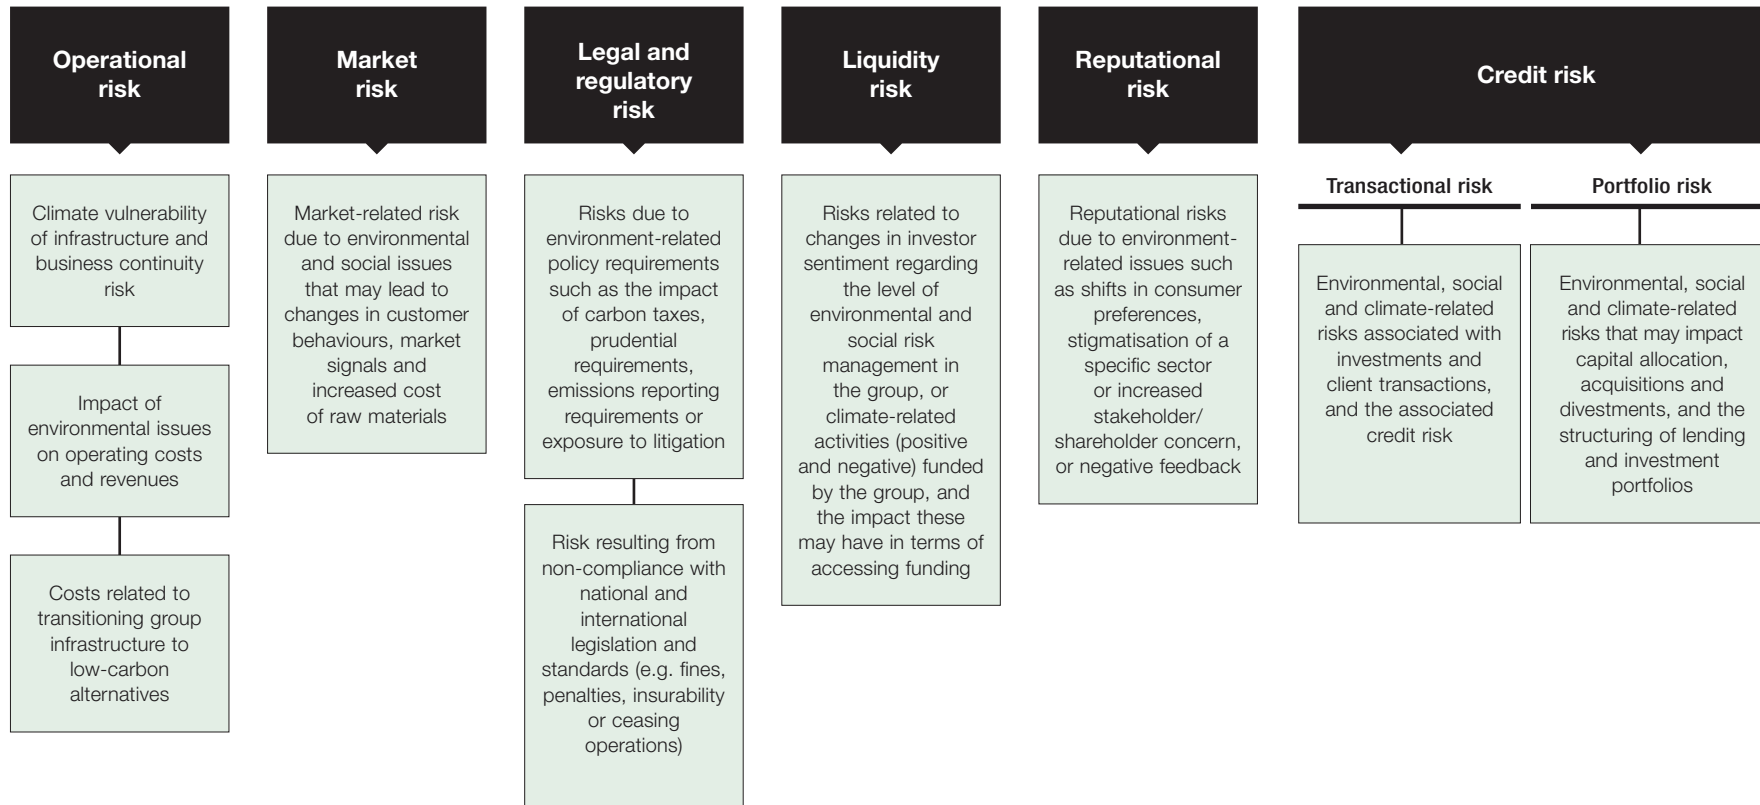 Operational
risk
Climate vulnerability
of infrastructure and
business continuity
risk
Impact of
environmental issues
on operating costs
and revenues
Costs related to
transitioning group
infrastructure to
low-carbon
alternatives
Market
risk
Market-related risk
due to environmental
and social issues
that may lead to
changes in customer
behaviours, market
signals and
increased cost
of raw materials
Legal and
regulatory
risk
Risks due to
environment-related
policy requirements
such as the impact
of carbon taxes,
prudential
requirements,
emissions reporting
requirements or
exposure to litigation
Risk resulting from
non-compliance with
national and
international
legislation and
standards (e.g. fines,
penalties, insurability
or ceasing
operations)
Liquidity
risk
Risks related to
changes in investor
sentiment regarding
the level of
environmental and
social risk
management in
the group, or
climate-related
activities (positive
and negative) funded
by the group, and
the impact these
may have in terms of
accessing funding
Reputational
risk
Reputational risks
due to environment-
related issues such
as shifts in consumer
preferences,
stigmatisation of a
specific sector
or increased
stakeholder/
shareholder concern,
or negative feedback
Credit risk
Transactional risk
Environmental, social
and climate-related
risks associated with
investments and
client transactions,
and the associated
credit risk
Portfolio risk
Environmental, social
and climate-related
risks that may impact
capital allocation,
acquisitions and
divestments, and the
structuring of lending
and investment
portfolios